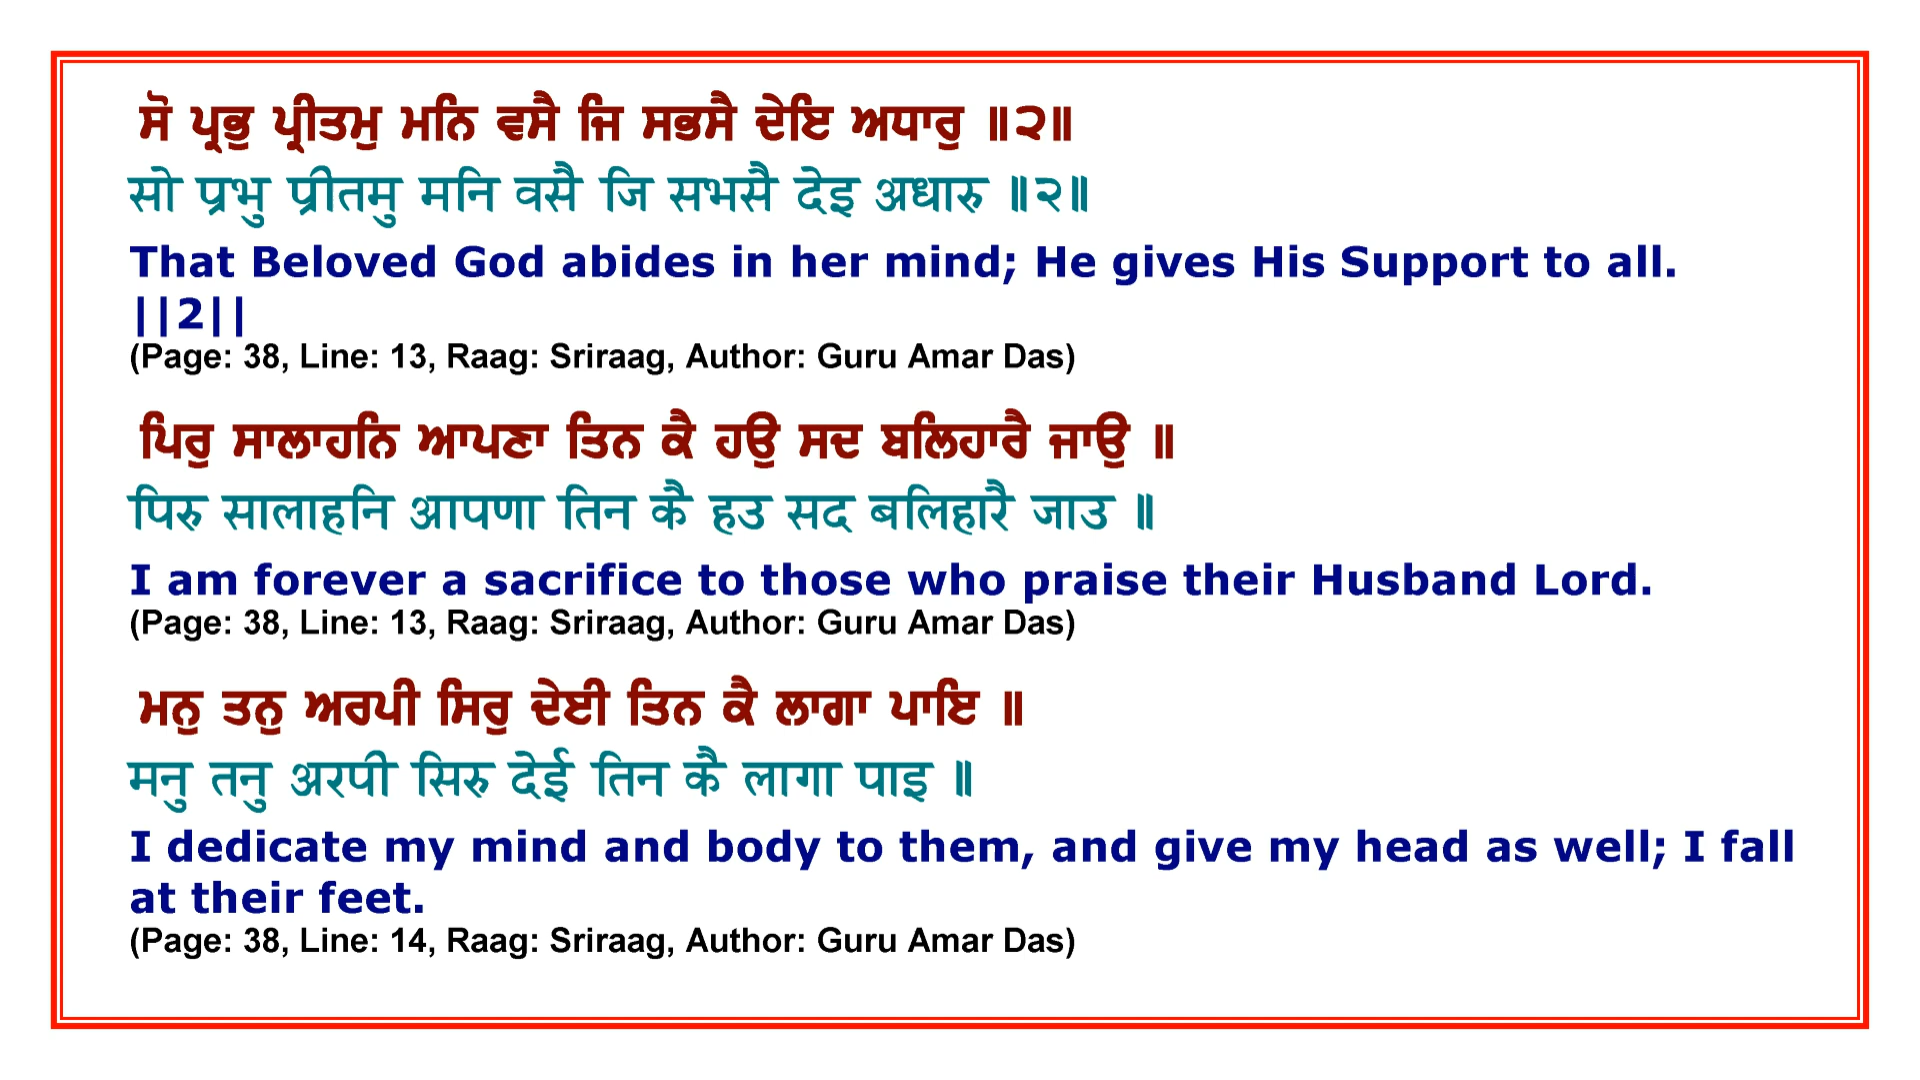 ਸੋ ਪ੍ਰਭੁ ਪ੍ਰੀਤਮੁ ਮਨਿ ਵਸੈ ਜਿ ਸਭਸੈ ਦੇਇ ਅਧਾਰੁ ॥੨॥
सो प्रभु प्रीतमु मनि वसै जि सभसै देइ अधारु ॥२॥
That Beloved God abides in her mind; He gives His Support to all.
||2||
(Page: 38, Line: 13, Raag: Sriraag, Author: Guru Amar Das)
ਪਿਰੁ ਸਾਲਾਹਨਿ ਆਪਣਾ ਤਿਨ ਕੈ ਹਉ ਸਦ ਬਲਿਹਾਰੈ ਜਾਉ ॥
पिरु सालाहनि आपणा तिन कै हउ सद बलिहारै जाउ ॥
I am forever a sacrifice to those who praise their Husband Lord.
(Page: 38, Line: 13, Raag: Sriraag, Author: Guru Amar Das)
ਮਨੁ ਤਨੁ ਅਰਪੀ ਸਿਰੁ ਦੇਈ ਤਿਨ ਕੈ ਲਾਗਾ ਪਾਇ ॥
मनु तनु अरपी सिरु देई तिन कै लागा पाइ ॥
I dedicate my mind and body to them, and give my head as well; I fall
at their feet.
(Page: 38, Line: 14, Raag: Sriraag, Author: Guru Amar Das)